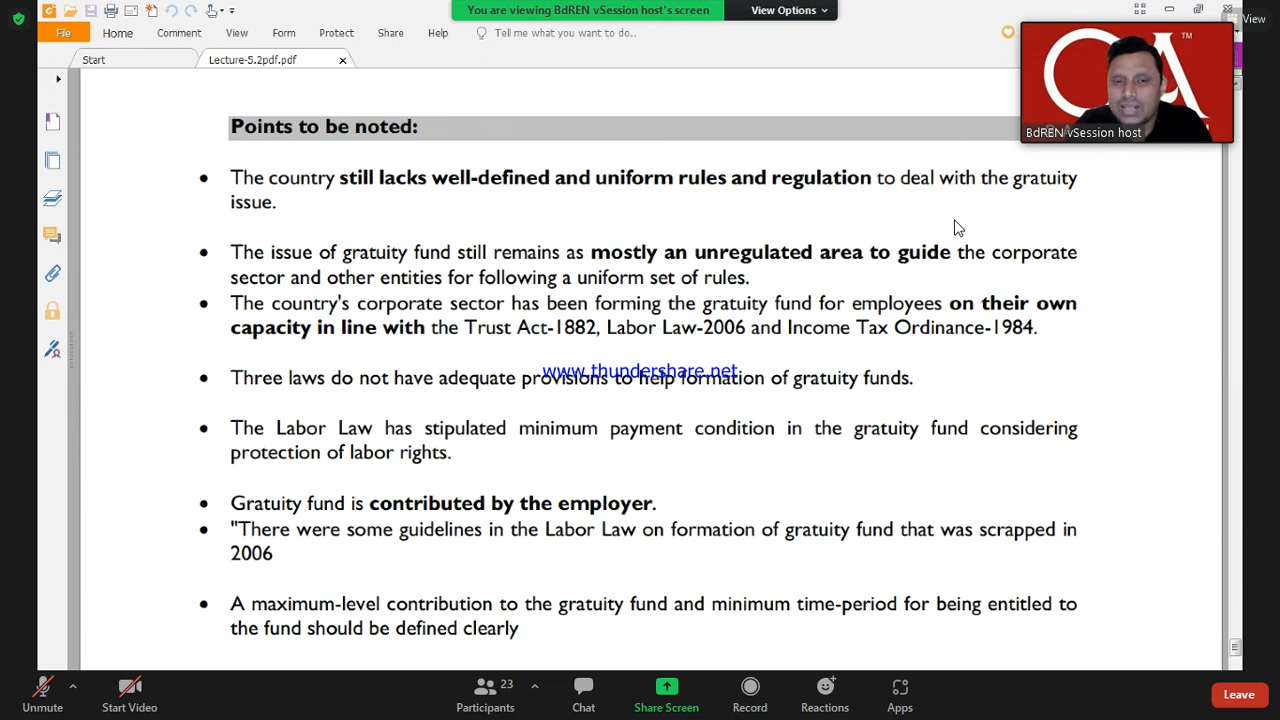 You are viewing BdREN vSession host's screen
View Options
View
File
Home
Comment
View
Form
Protect
Share
Help
Tell me what you want to do..
Start
Lecture-5.2pdf.pdf
TM
BdREN vSession host
Points to be noted:
• The country still lacks well-defined and uniform rules and regulation to deal with the gratuity
issue.
• The issue of gratuity fund still remains as mostly an unregulated area to guide the corporate
sector and other entities for following a uniform set of rules.
• The country's corporate sector has been forming the gratuity fund for employees on their own
capacity in line with the Trust Act-1882, Labor Law-2006 and Income Tax Ordinance-1984.
www.thundershare.net
• Three laws do not have adequate provisions to help formation of gratuity funds.
• The Labor Law has stipulated minimum payment condition in the gratuity fund considering
protection of labor rights.
• Gratuity fund is contributed by the employer.
• "There were some guidelines in the Labor Law on formation of gratuity fund that was scrapped in
2006
• A maximum-level contribution to the gratuity fund and minimum time-period for being entitled to
the fund should be defined clearly
Unmute
Start Video
23
Participants
Chat
Share Screen
Record
Reactions
Apps
Leave